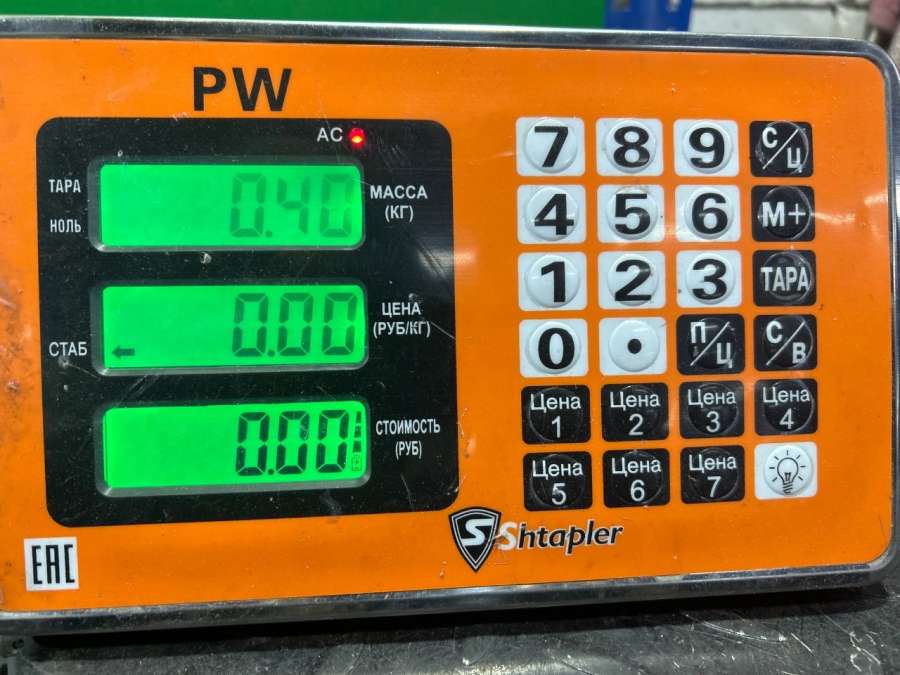 PW
AC
ТАРА
НОЛЬ
0.40
МАССА
(КГ)
СТАБ
0.00
ЦЕНА
(РУБ/КГ)
0.00
СТОИМОСТЬ
(РУБ)
7 8 9 С/Ц
4 5 6 М+
1 2 3 ТАРА
0 • П/Ц С/В
Цена 1 Цена 2 Цена 3 Цена 4
Цена 5 Цена 6 Цена 7
S Shtapler
EAC